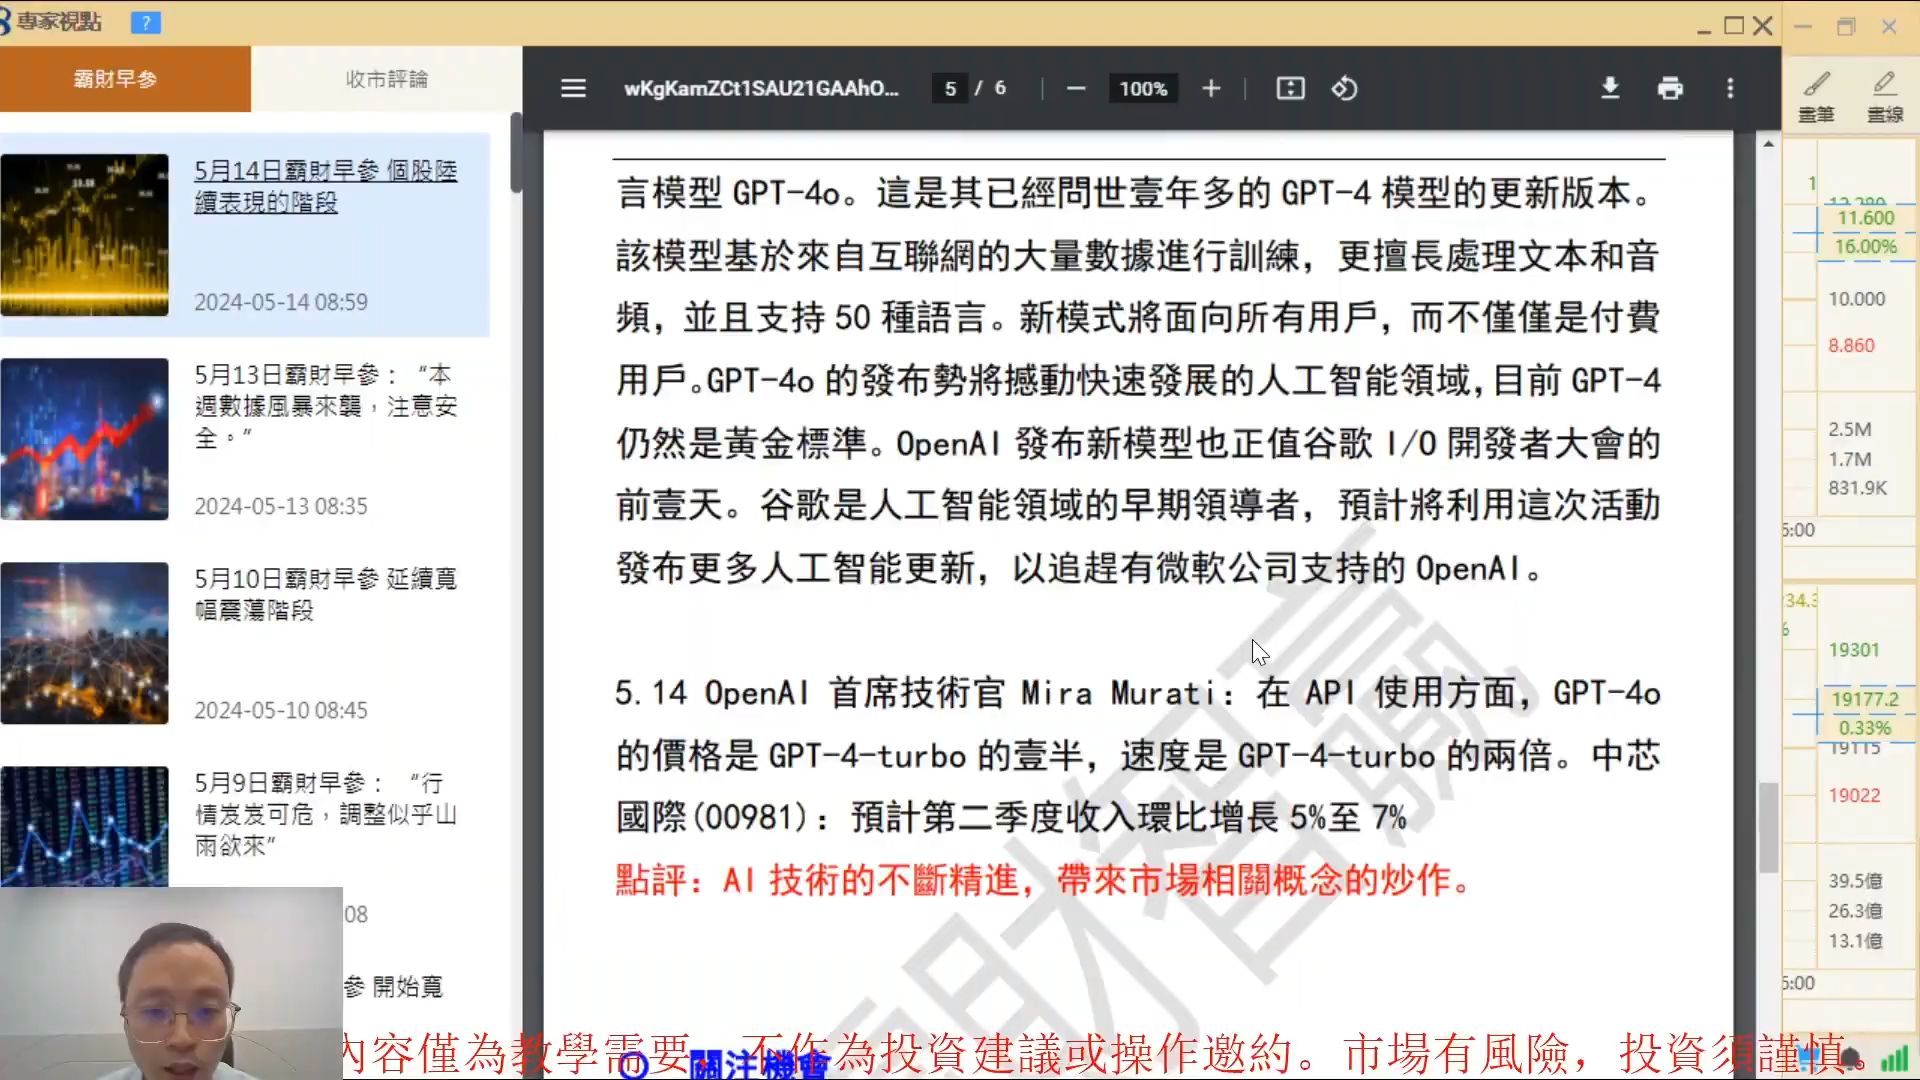 專家視點
?
霸財早參
收市評論
wKgKamZCt1SAU21GAAhO...
5 / 6
100%
畫筆
畫線
5月14日霸財早參 個股陸
續表現的階段
2024-05-14 08:59
5月13日霸財早參：“本
週數據風暴來襲，注意安
全。”
2024-05-13 08:35
5月10日霸財早參 延續寬
幅震蕩階段
2024-05-10 08:45
5月9日霸財早參：“行
情岌岌可危，調整似乎山
雨欲來”
08
參 開始寬
言模型 GPT-4o。這是其已經問世壹年多的 GPT-4 模型的更新版本。
該模型基於來自互聯網的大量數據進行訓練，更擅長處理文本和音
頻，並且支持 50 種語言。新模式將面向所有用戶，而不僅僅是付費
用戶。GPT-4o 的發布勢將撼動快速發展的人工智能領域，目前 GPT-4
仍然是黃金標準。OpenAI 發布新模型也正值谷歌 I/O 開發者大會的
前壹天。谷歌是人工智能領域的早期領導者，預計將利用這次活動
發布更多人工智能更新，以追趕有微軟公司支持的 OpenAI。
5.14 OpenAI 首席技術官 Mira Murati：在 API 使用方面，GPT-4o
的價格是 GPT-4-turbo 的壹半，速度是 GPT-4-turbo 的兩倍。中芯
國際(00981)：預計第二季度收入環比增長 5%至 7%
點評：AI 技術的不斷精進，帶來市場相關概念的炒作。
關注機會
財智贏
內容僅為教學需要，不作為投資建議或操作邀約。市場有風險，投資須謹慎。
1
11.600
16.00%
10.000
8.860
2.5M
1.7M
831.9K
5:00
34.3
%
19301
19177.2
0.33%
19115
19022
39.5億
26.3億
13.1億
5:00